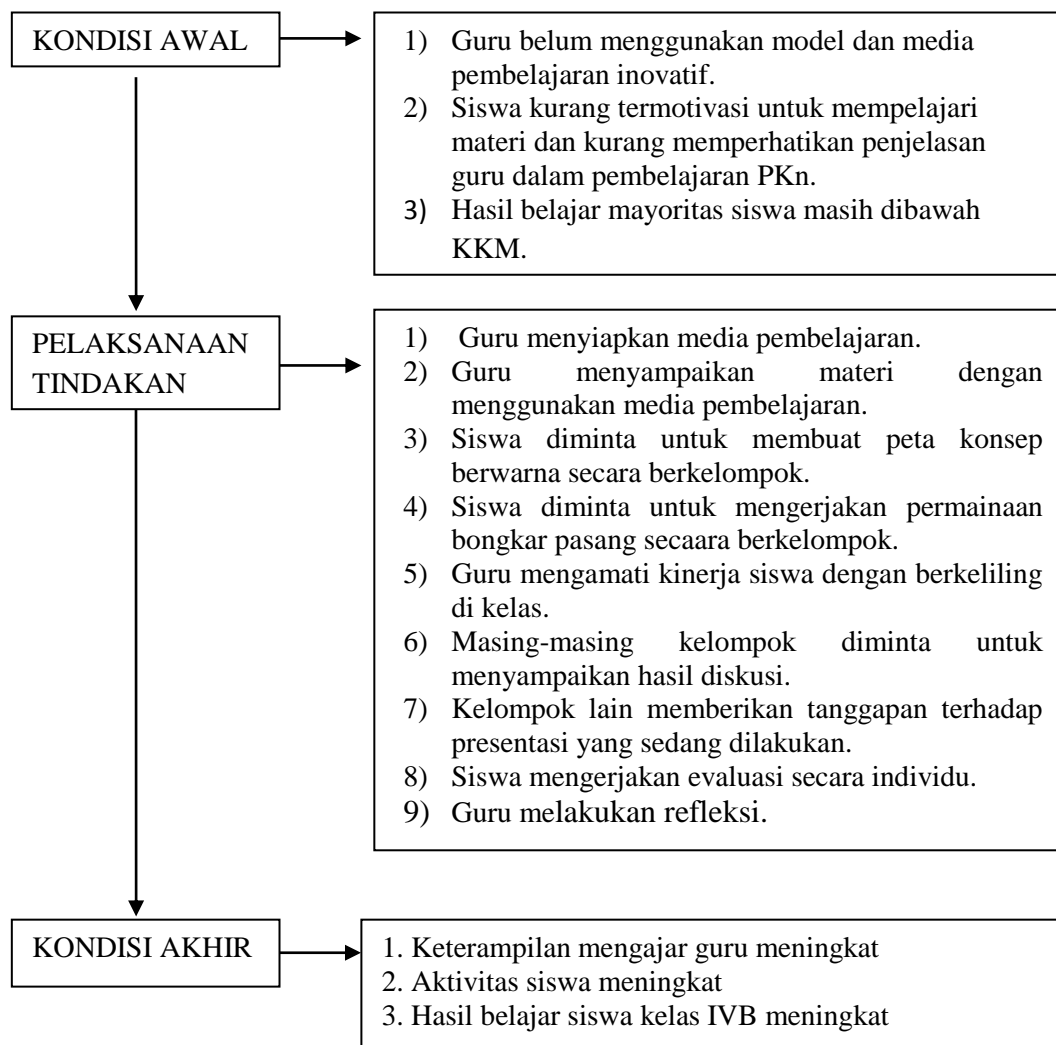 KONDISI AWAL
1) Guru belum menggunakan model dan media
pembelajaran inovatif.
2) Siswa kurang termotivasi untuk mempelajari
materi dan kurang memperhatikan penjelasan
guru dalam pembelajaran PKn.
3) Hasil belajar mayoritas siswa masih dibawah
KKM.
PELAKSANAAN
TINDAKAN
1) Guru menyiapkan media pembelajaran.
2) Guru menyampaikan materi dengan
menggunakan media pembelajaran.
3) Siswa diminta untuk membuat peta konsep
berwarna secara berkelompok.
4) Siswa diminta untuk mengerjakan permainaan
bongkar pasang secaara berkelompok.
5) Guru mengamati kinerja siswa dengan berkeliling
di kelas.
6) Masing-masing kelompok diminta untuk
menyampaikan hasil diskusi.
7) Kelompok lain memberikan tanggapan terhadap
presentasi yang sedang dilakukan.
8) Siswa mengerjakan evaluasi secara individu.
9) Guru melakukan refleksi.
KONDISI AKHIR
1. Keterampilan mengajar guru meningkat
2. Aktivitas siswa meningkat
3. Hasil belajar siswa kelas IVB meningkat